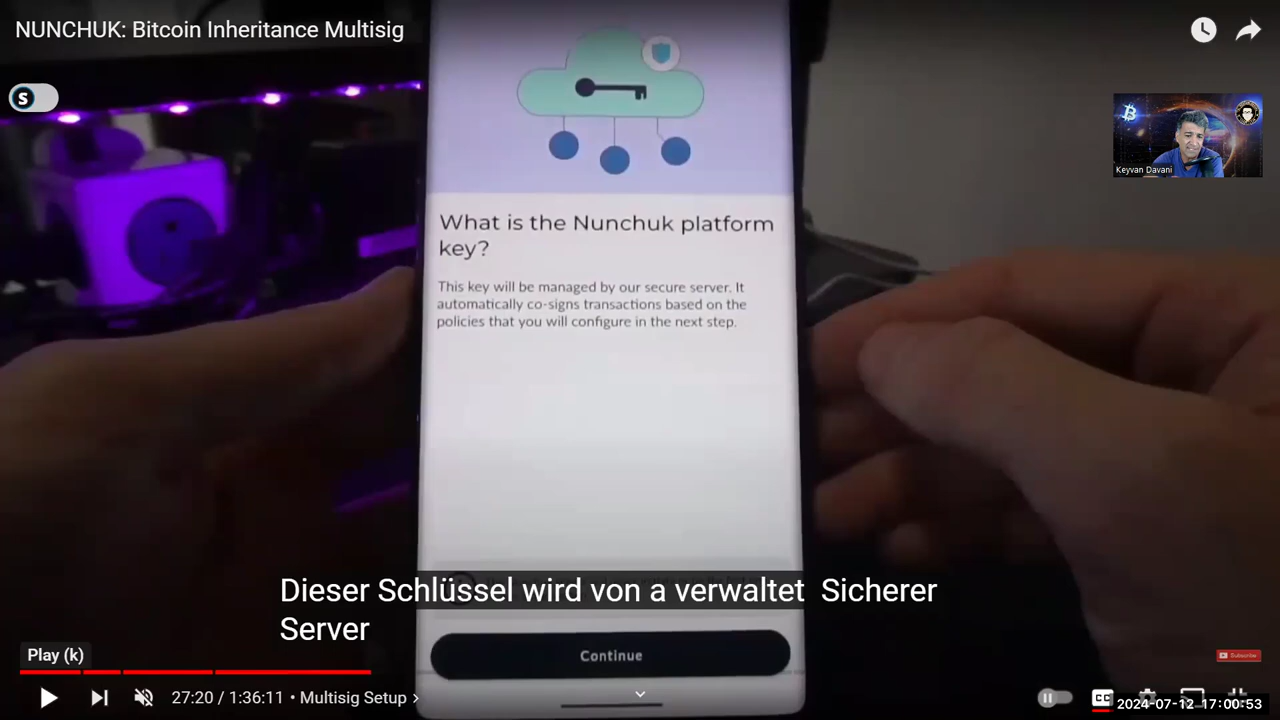 NUNCHUK: Bitcoin Inheritance Multisig
S
Keyvan Davani
What is the Nunchuk platform
key?
This key will be managed by our secure server. It
automatically co-signs transactions based on the
policies that you will configure in the next step.
Dieser Schlüssel wird von a verwaltet Sicherer
Server
Play (k)
Continue
Subscribe
27:20 / 1:36:11 • Multisig Setup
CC
2024-07-12 17:00:53